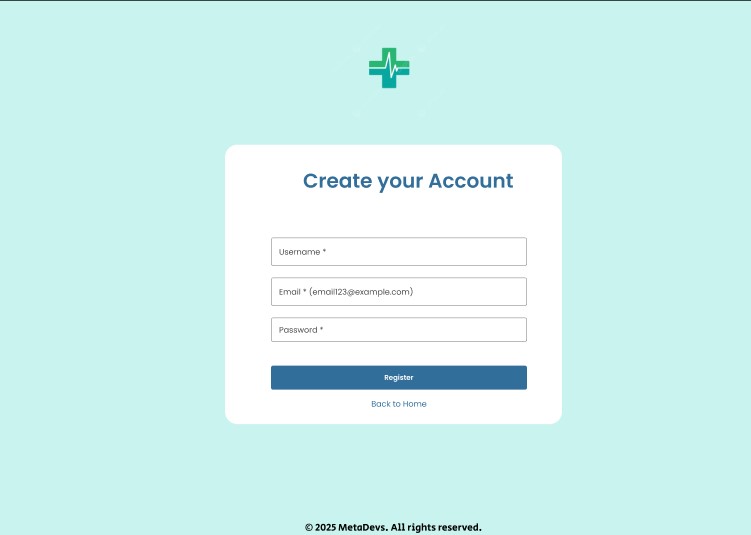 Create your Account
Username *
Email * (email123@example.com)
Password *
Register
Back to Home
© 2025 MetaDevs. All rights reserved.